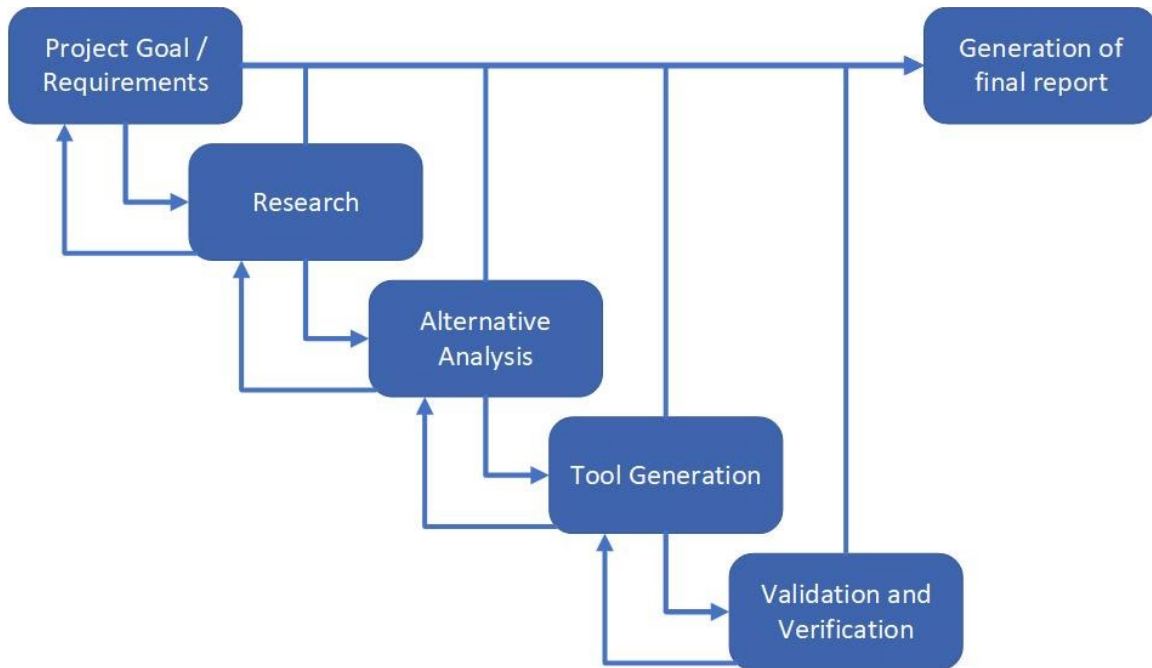 Project Goal /
Requirements
Generation of
final report
Research
Alternative
Analysis
Tool Generation
Validation and
Verification